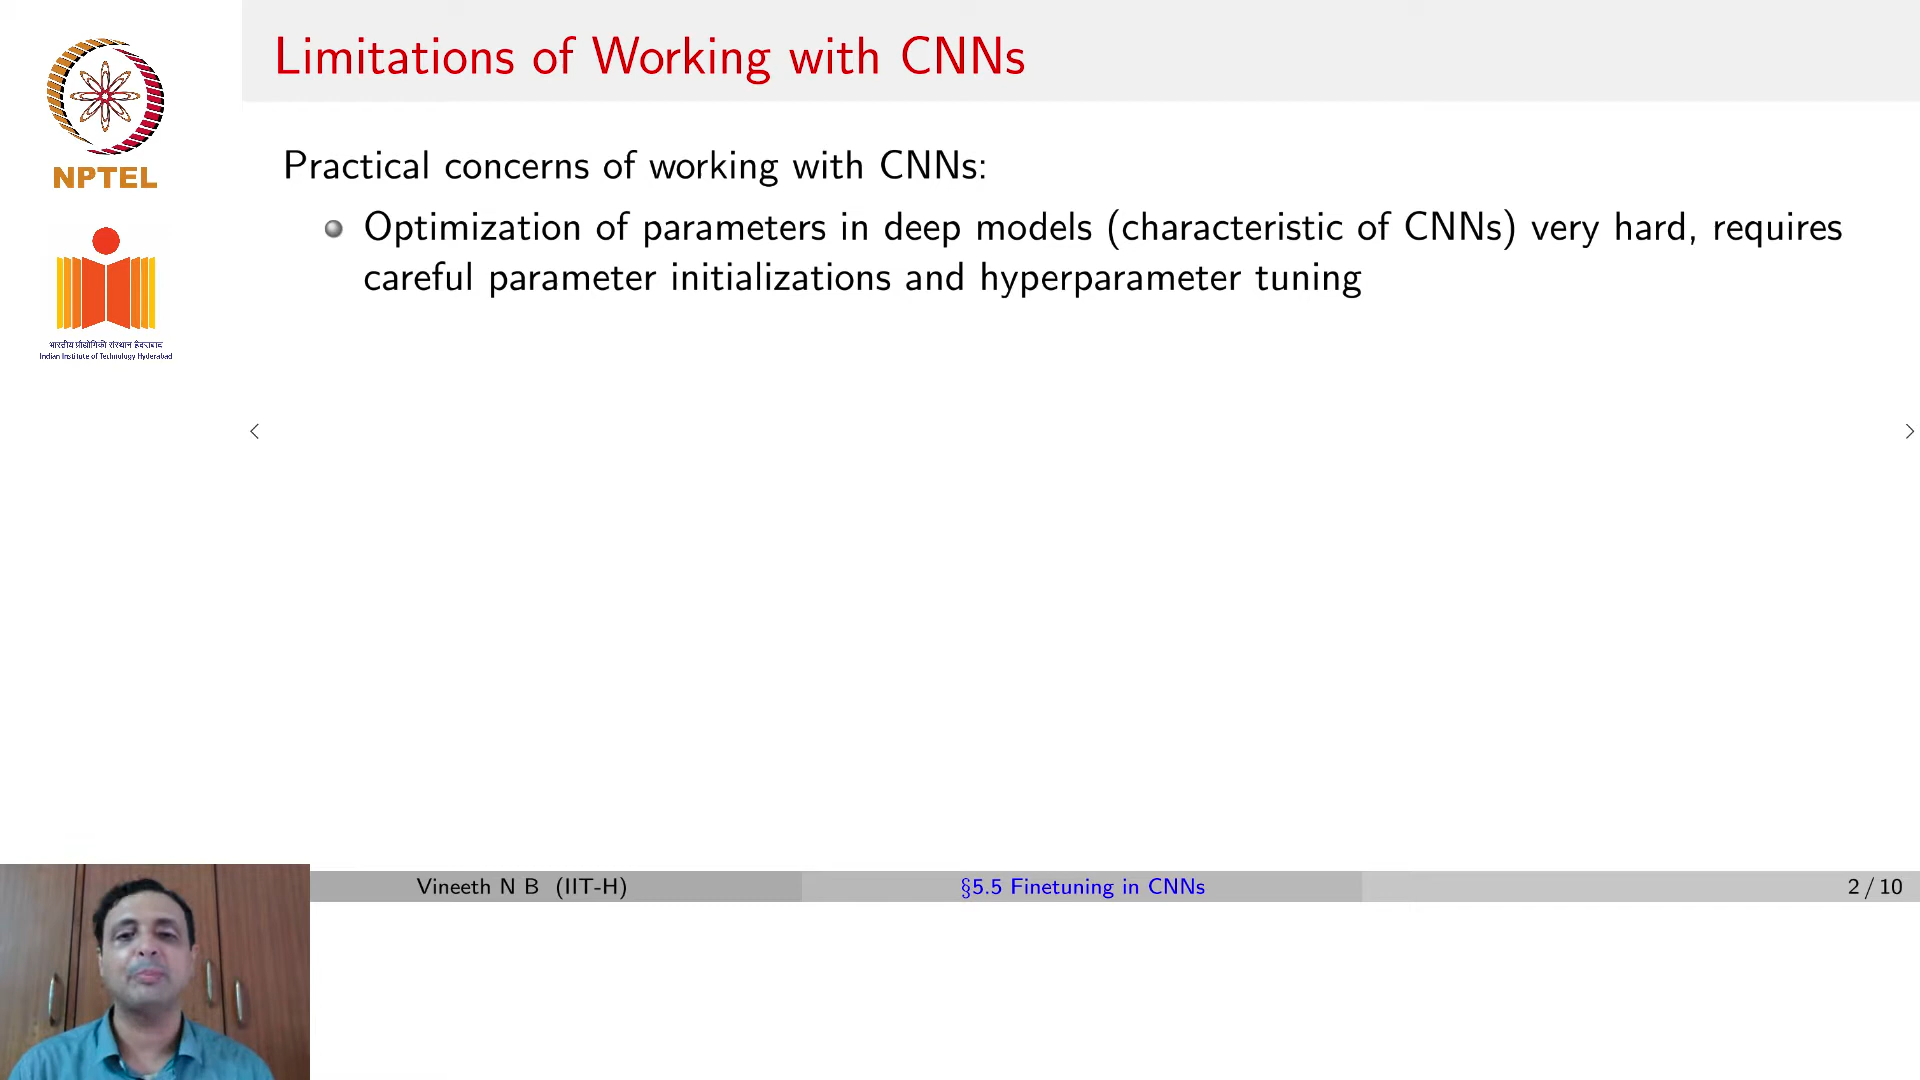 Limitations of Working with CNNs
NPTEL
Practical concerns of working with CNNs:
Optimization of parameters in deep models (characteristic of CNNs) very hard, requires
careful parameter initializations and hyperparameter tuning
भारतीय प्रौद्योगिकी संस्थान हैदराबाद
Indian Institute of Technology Hyderabad
Vineeth N B (IIT-H)
§5.5 Finetuning in CNNs
2 / 10